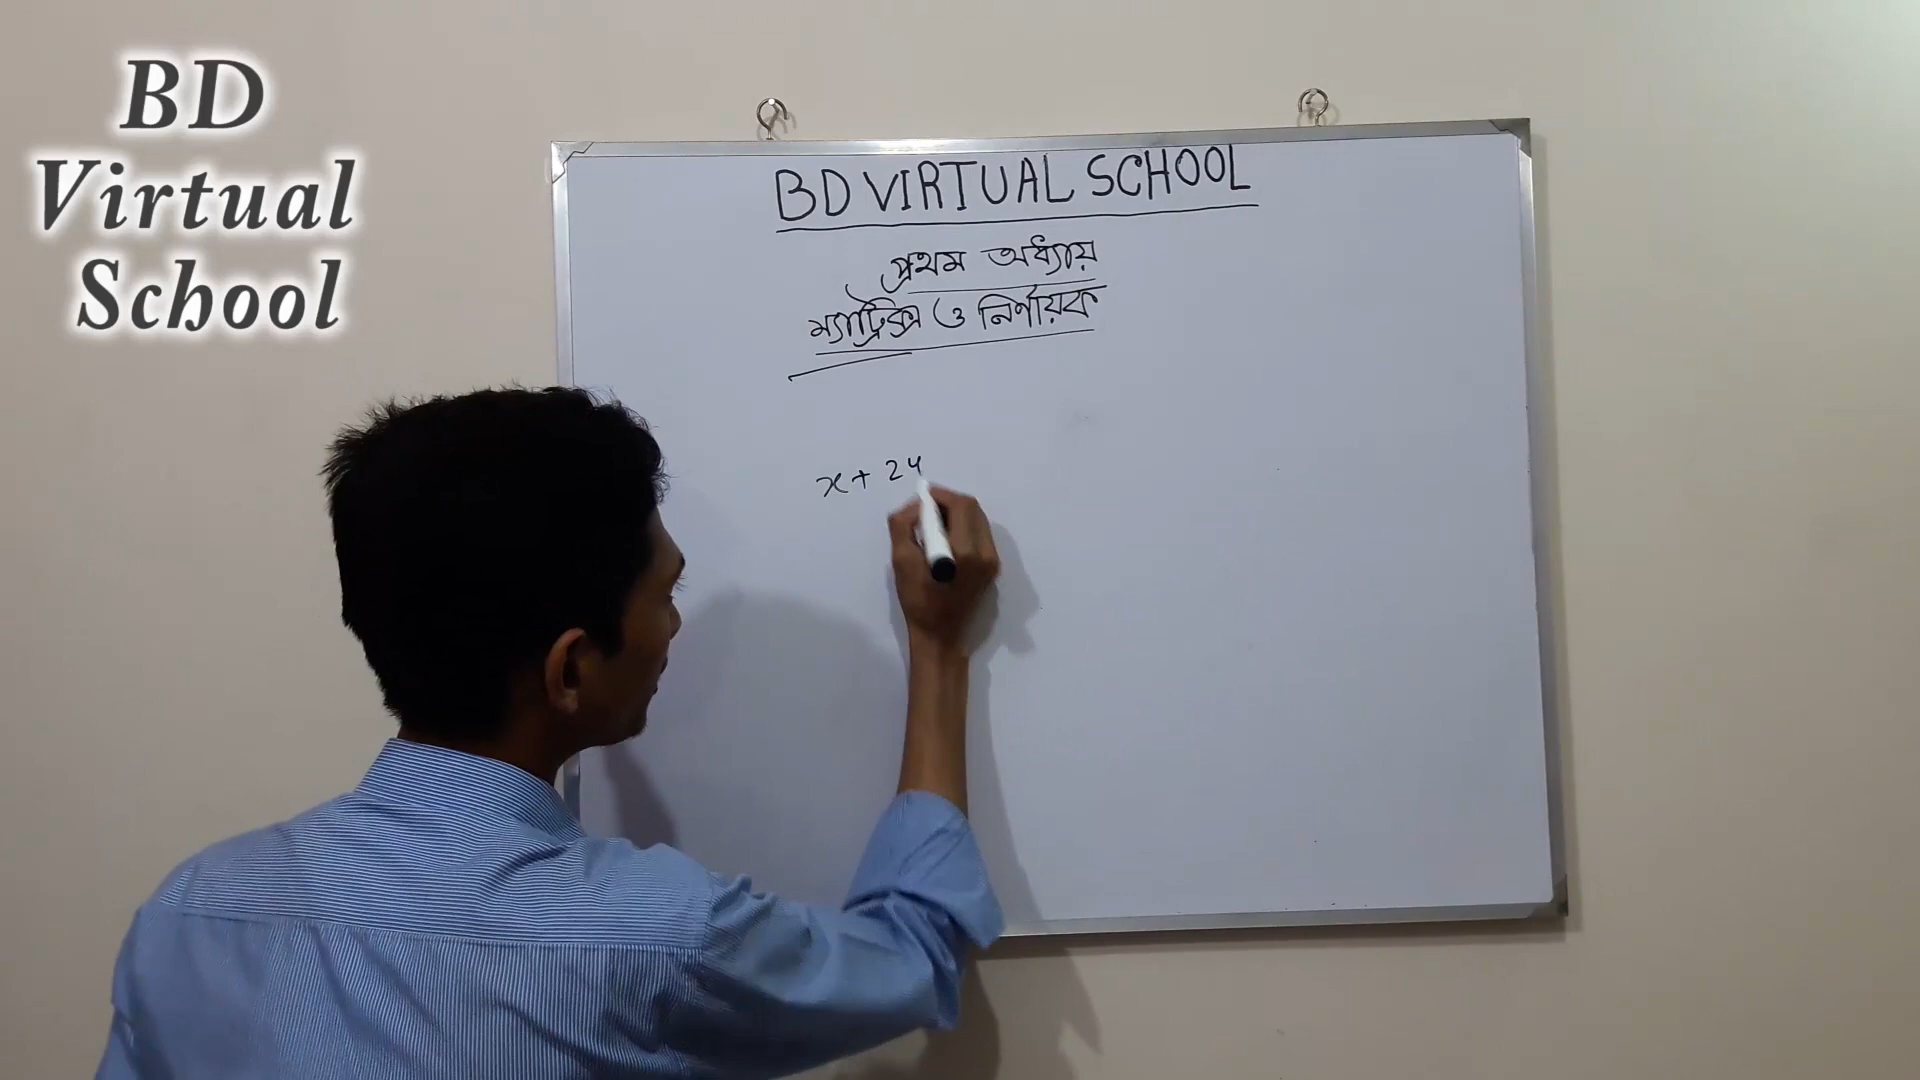 BD
Virtual
School
BD VIRTUAL SCHOOL
প্রথম অধ্যায়
ম্যাট্রিক্স ও নির্ণায়ক
x + 2y